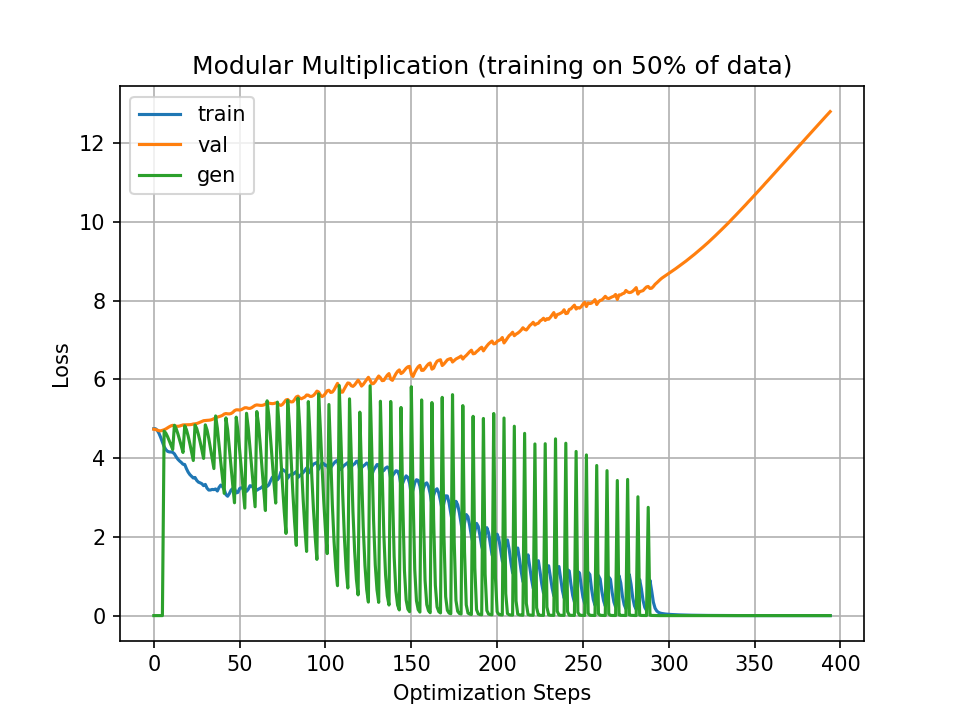 Modular Multiplication (training on 50% of data)
train
val
gen
12
10
8
6
4
2
0
Loss
0 50 100 150 200 250 300 350 400
Optimization Steps